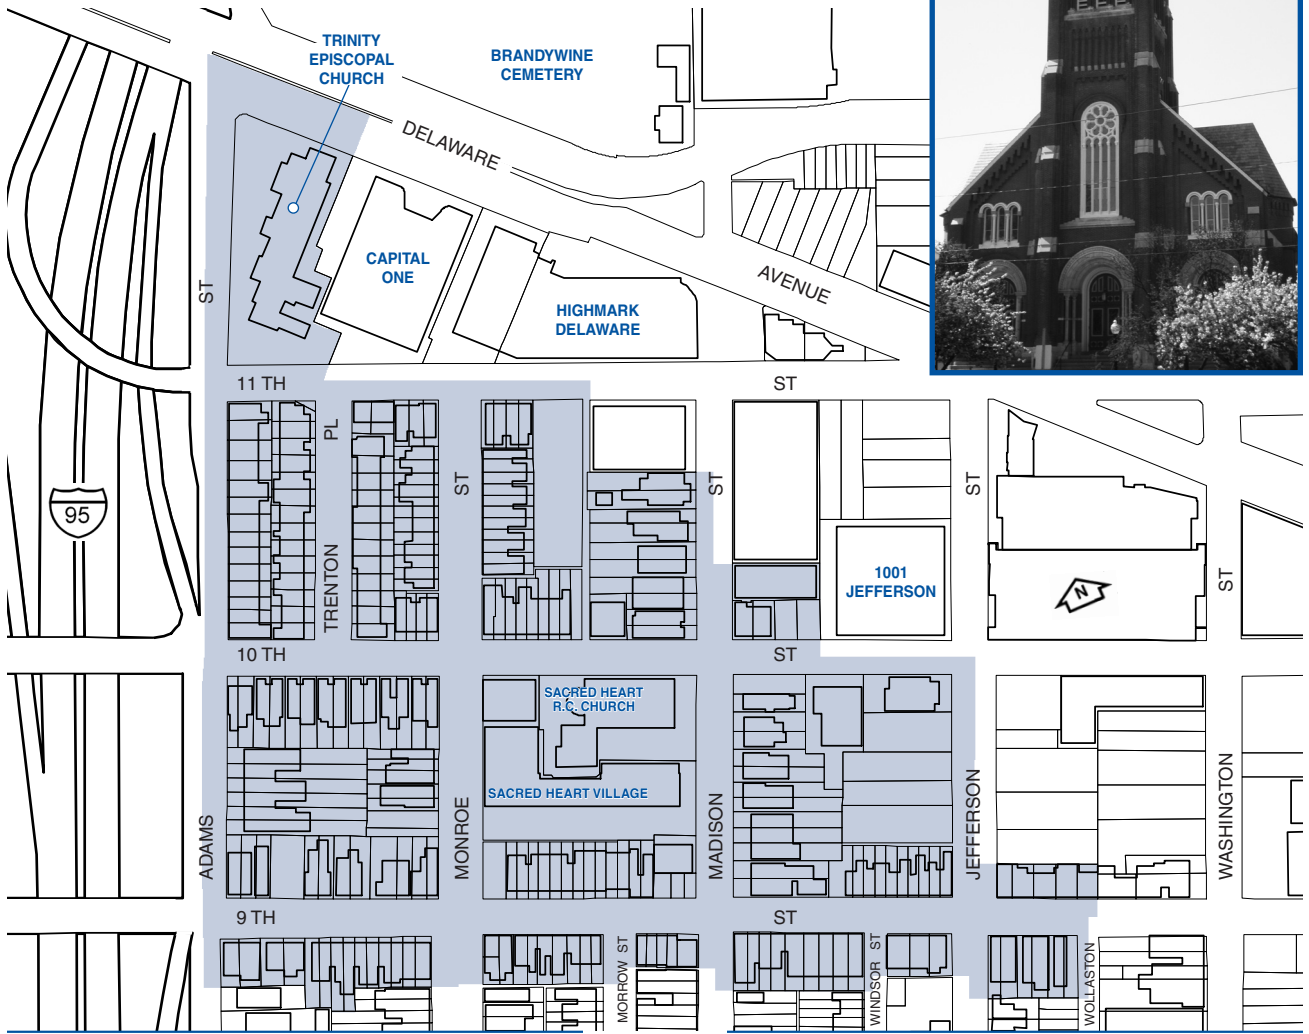 TRINITY
EPISCOPAL
CHURCH
BRANDYWINE
CEMETERY
DELAWARE
AVENUE
CAPITAL
ONE
HIGHMARK
DELAWARE
ST
11 TH
ST
PL
ST
ST
ST
95
TRENTON
1001
JEFFERSON
N
ST
10 TH
ST
SACRED HEART
R.C. CHURCH
SACRED HEART VILLAGE
ADAMS
MONROE
MADISON
JEFFERSON
WASHINGTON
9 TH
ST
MORROW ST
WINDSOR ST
WOLLASTON